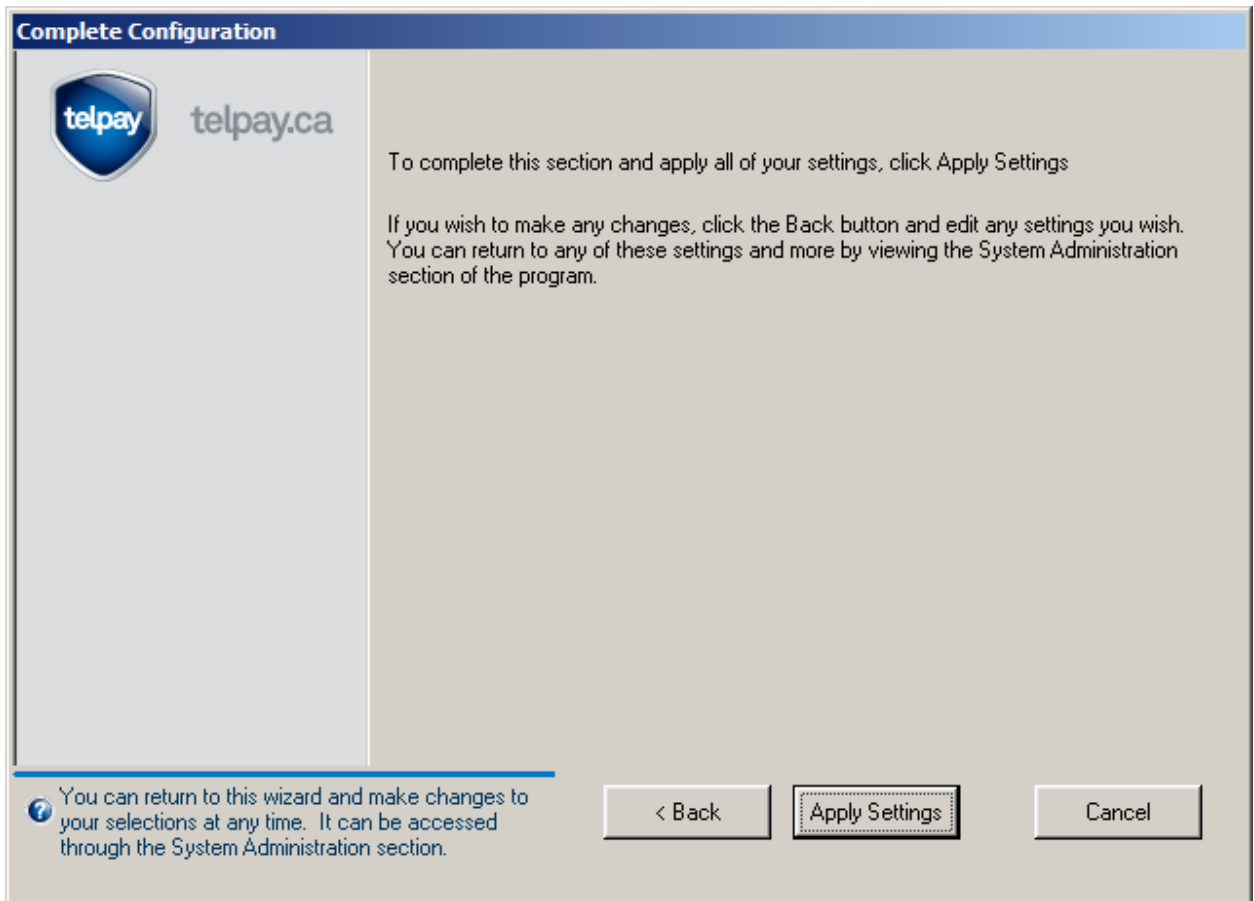 Complete Configuration
telpay
telpay.ca
To complete this section and apply all of your settings, click Apply Settings
If you wish to make any changes, click the Back button and edit any settings you wish.
You can return to any of these settings and more by viewing the System Administration
section of the program.
You can return to this wizard and make changes to
your selections at any time.  It can be accessed
through the System Administration section.
< Back
Apply Settings
Cancel